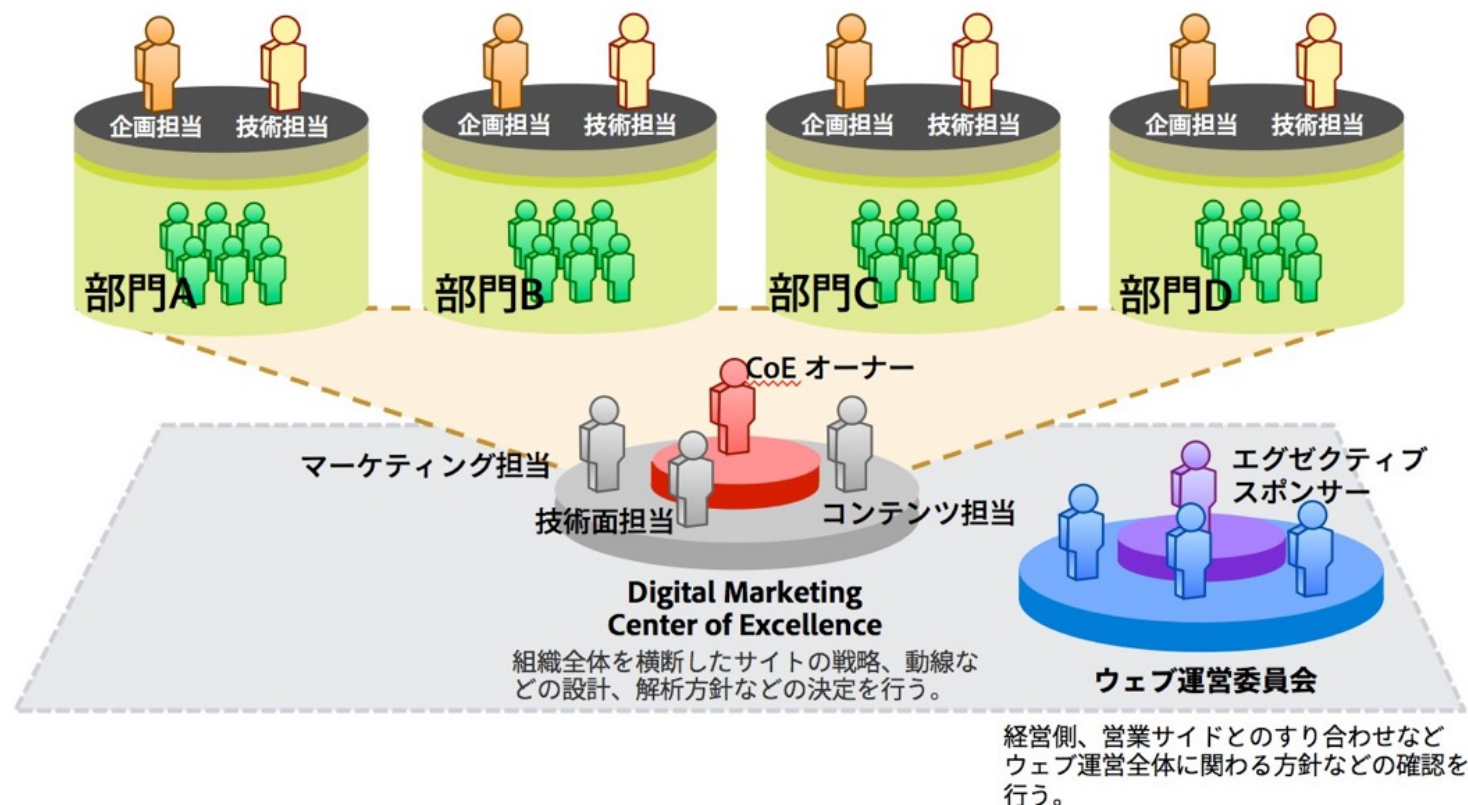 企画担当 技術担当
企画担当 技術担当
企画担当 技術担当
企画担当 技術担当
部門A
部門B
部門C
部門D
CoE オーナー
マーケティング担当
技術面担当
コンテンツ担当
エグゼクティブ
スポンサー
Digital Marketing
Center of Excellence
組織全体を横断したサイトの戦略、動線な
どの設計、解析方針などの決定を行う。
ウェブ運営委員会
経営側、営業サイドとのすり合わせなど
ウェブ運営全体に関わる方針などの確認を
行う。